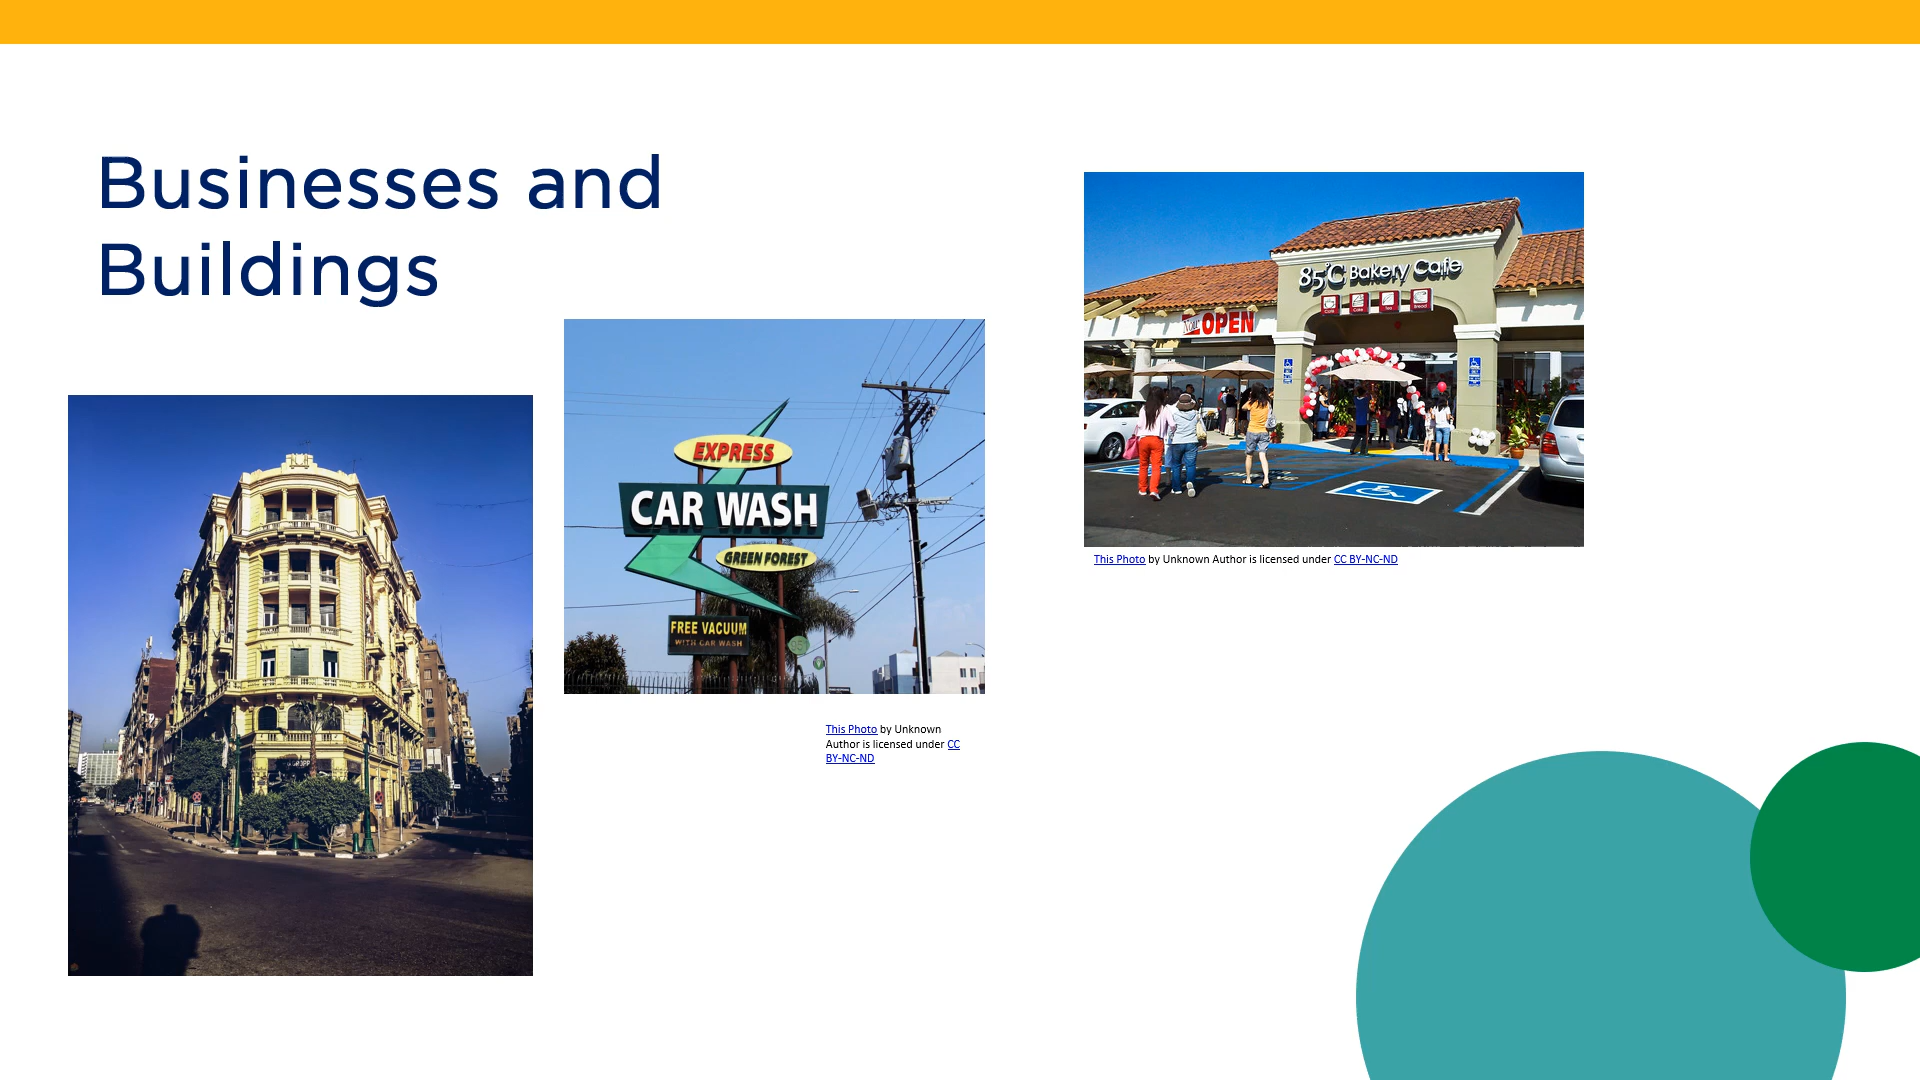 Businesses and
Buildings
EXPRESS
CAR WASH
GREEN FOREST
FREE VACUUM
WITH CAR WASH
This Photo by Unknown
Author is licensed under CC
BY-NC-ND
85°C Bakery Cafe
OPEN
This Photo by Unknown Author is licensed under CC BY-NC-ND